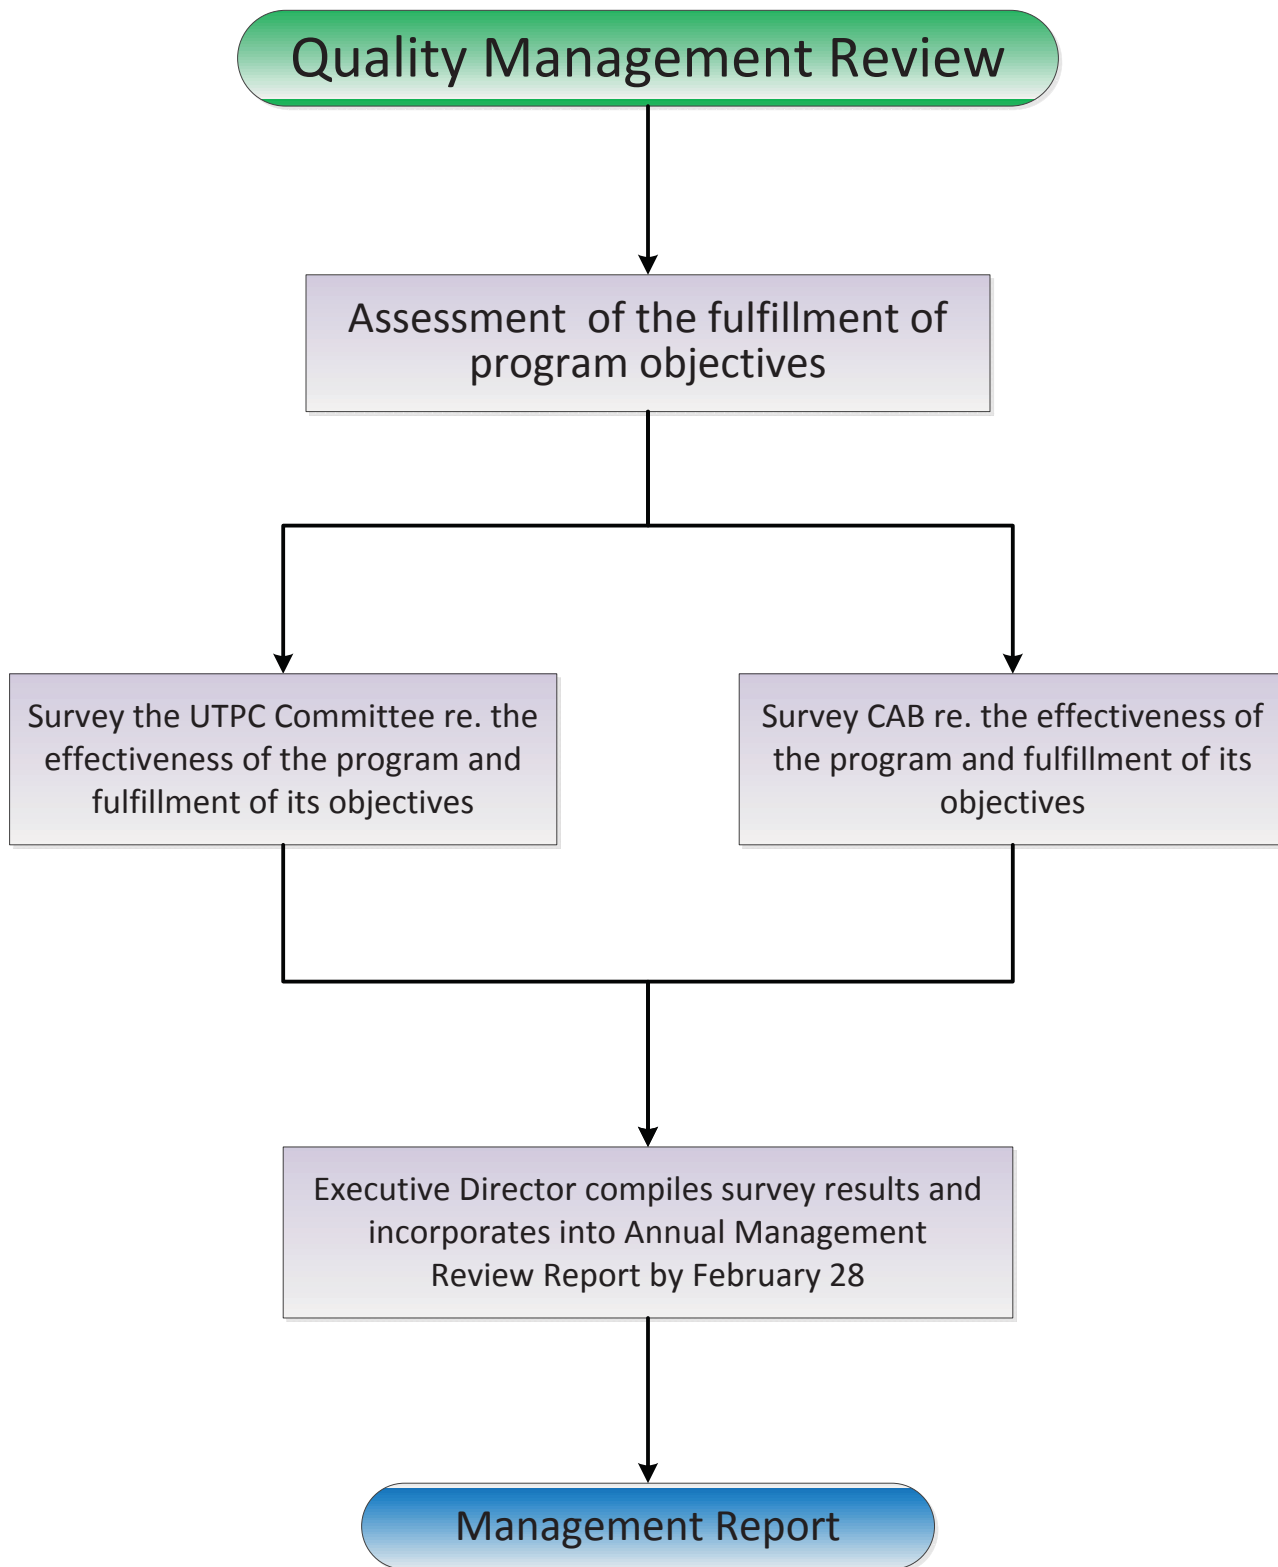 Quality Management Review
Assessment of the fulfillment of
program objectives
Survey the UTPC Committee re. the
effectiveness of the program and
fulfillment of its objectives
Survey CAB re. the effectiveness of
the program and fulfillment of its
objectives
Executive Director compiles survey results and
incorporates into Annual Management
Review Report by February 28
Management Report